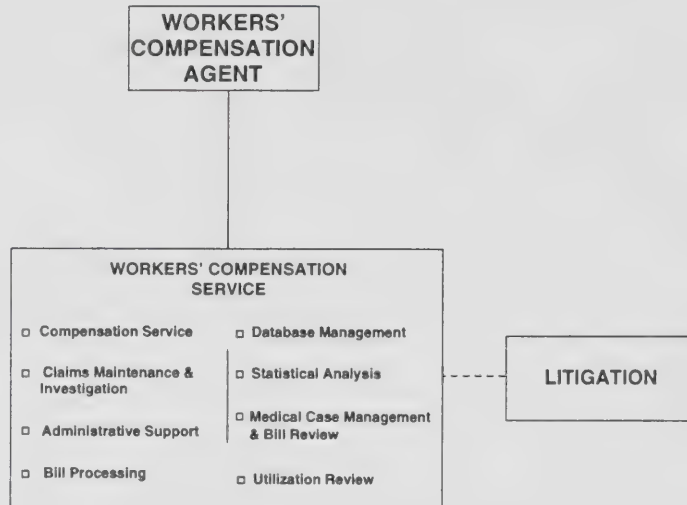 WORKERS'
COMPENSATION
AGENT
WORKERS' COMPENSATION
SERVICE
Compensation Service
Claims Maintenance &
Investigation
Administrative Support
Bill Processing
Database Management
Statistical Analysis
Medical Case Management
& Bill Review
Utilization Review
LITIGATION